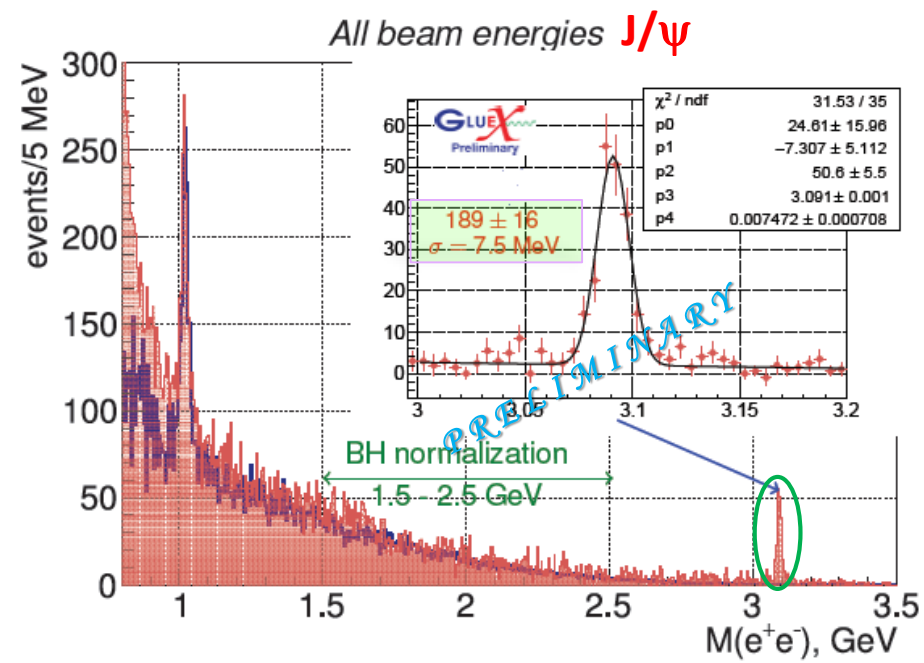 All beam energies J/ψ
events/5 MeV
300
250
200
150
100
50
0
GLUEX
Preliminary
60
50
40
30
20
10
0
189 ± 16
σ = 7.5 MeV
χ² / ndf 31.53 / 35
p0 24.61 ± 15.96
p1 −7.307 ± 5.112
p2 50.6 ± 5.5
p3 3.091 ± 0.001
p4 0.007472 ± 0.000708
3 3.05 3.1 3.15 3.2
PRELIMINARY
BH normalization
1.5 - 2.5 GeV
1 1.5 2 2.5 3 3.5
M(e⁺e⁻), GeV